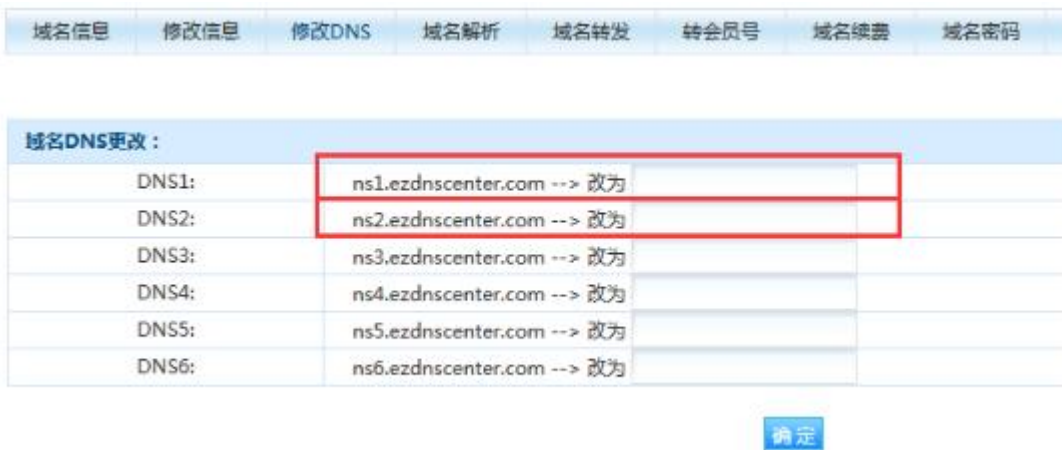 域名信息 修改信息 修改DNS 域名解析 域名转发 转会员号 域名续费 域名密码
域名DNS更改：
DNS1: ns1.ezdnscenter.com --> 改为
DNS2: ns2.ezdnscenter.com --> 改为
DNS3: ns3.ezdnscenter.com --> 改为
DNS4: ns4.ezdnscenter.com --> 改为
DNS5: ns5.ezdnscenter.com --> 改为
DNS6: ns6.ezdnscenter.com --> 改为
确定